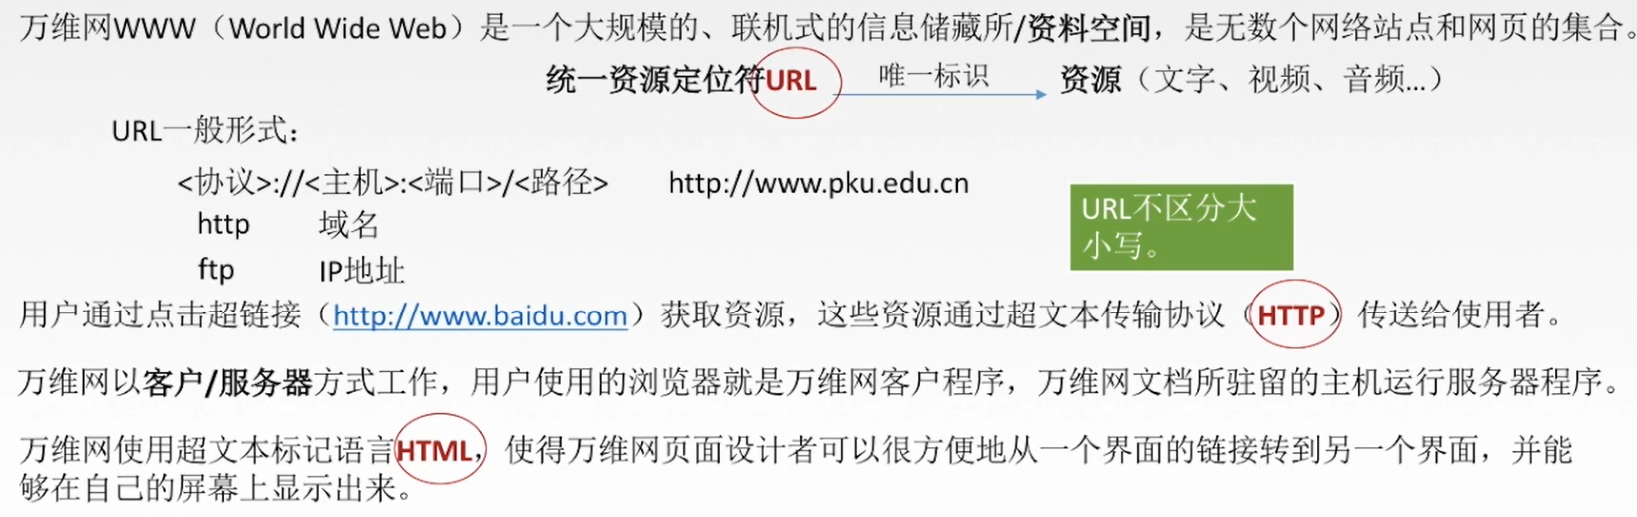 万维网WWW（World Wide Web）是一个大规模的、联机式的信息储藏所/资料空间，是无数个网络站点和网页的集合。
统一资源定位符URL 唯一标识 资源（文字、视频、音频...）
URL一般形式：
<协议>://<主机>:<端口>/<路径> http://www.pku.edu.cn
http 域名
ftp IP地址
URL不区分大
小写。
用户通过点击超链接（http://www.baidu.com）获取资源，这些资源通过超文本传输协议（HTTP）传送给使用者。
万维网以客户/服务器方式工作，用户使用的浏览器就是万维网客户程序，万维网文档所驻留的主机运行服务器程序。
万维网使用超文本标记语言HTML，使得万维网页面设计者可以很方便地从一个界面的链接转到另一个界面，并能
够在自己的屏幕上显示出来。